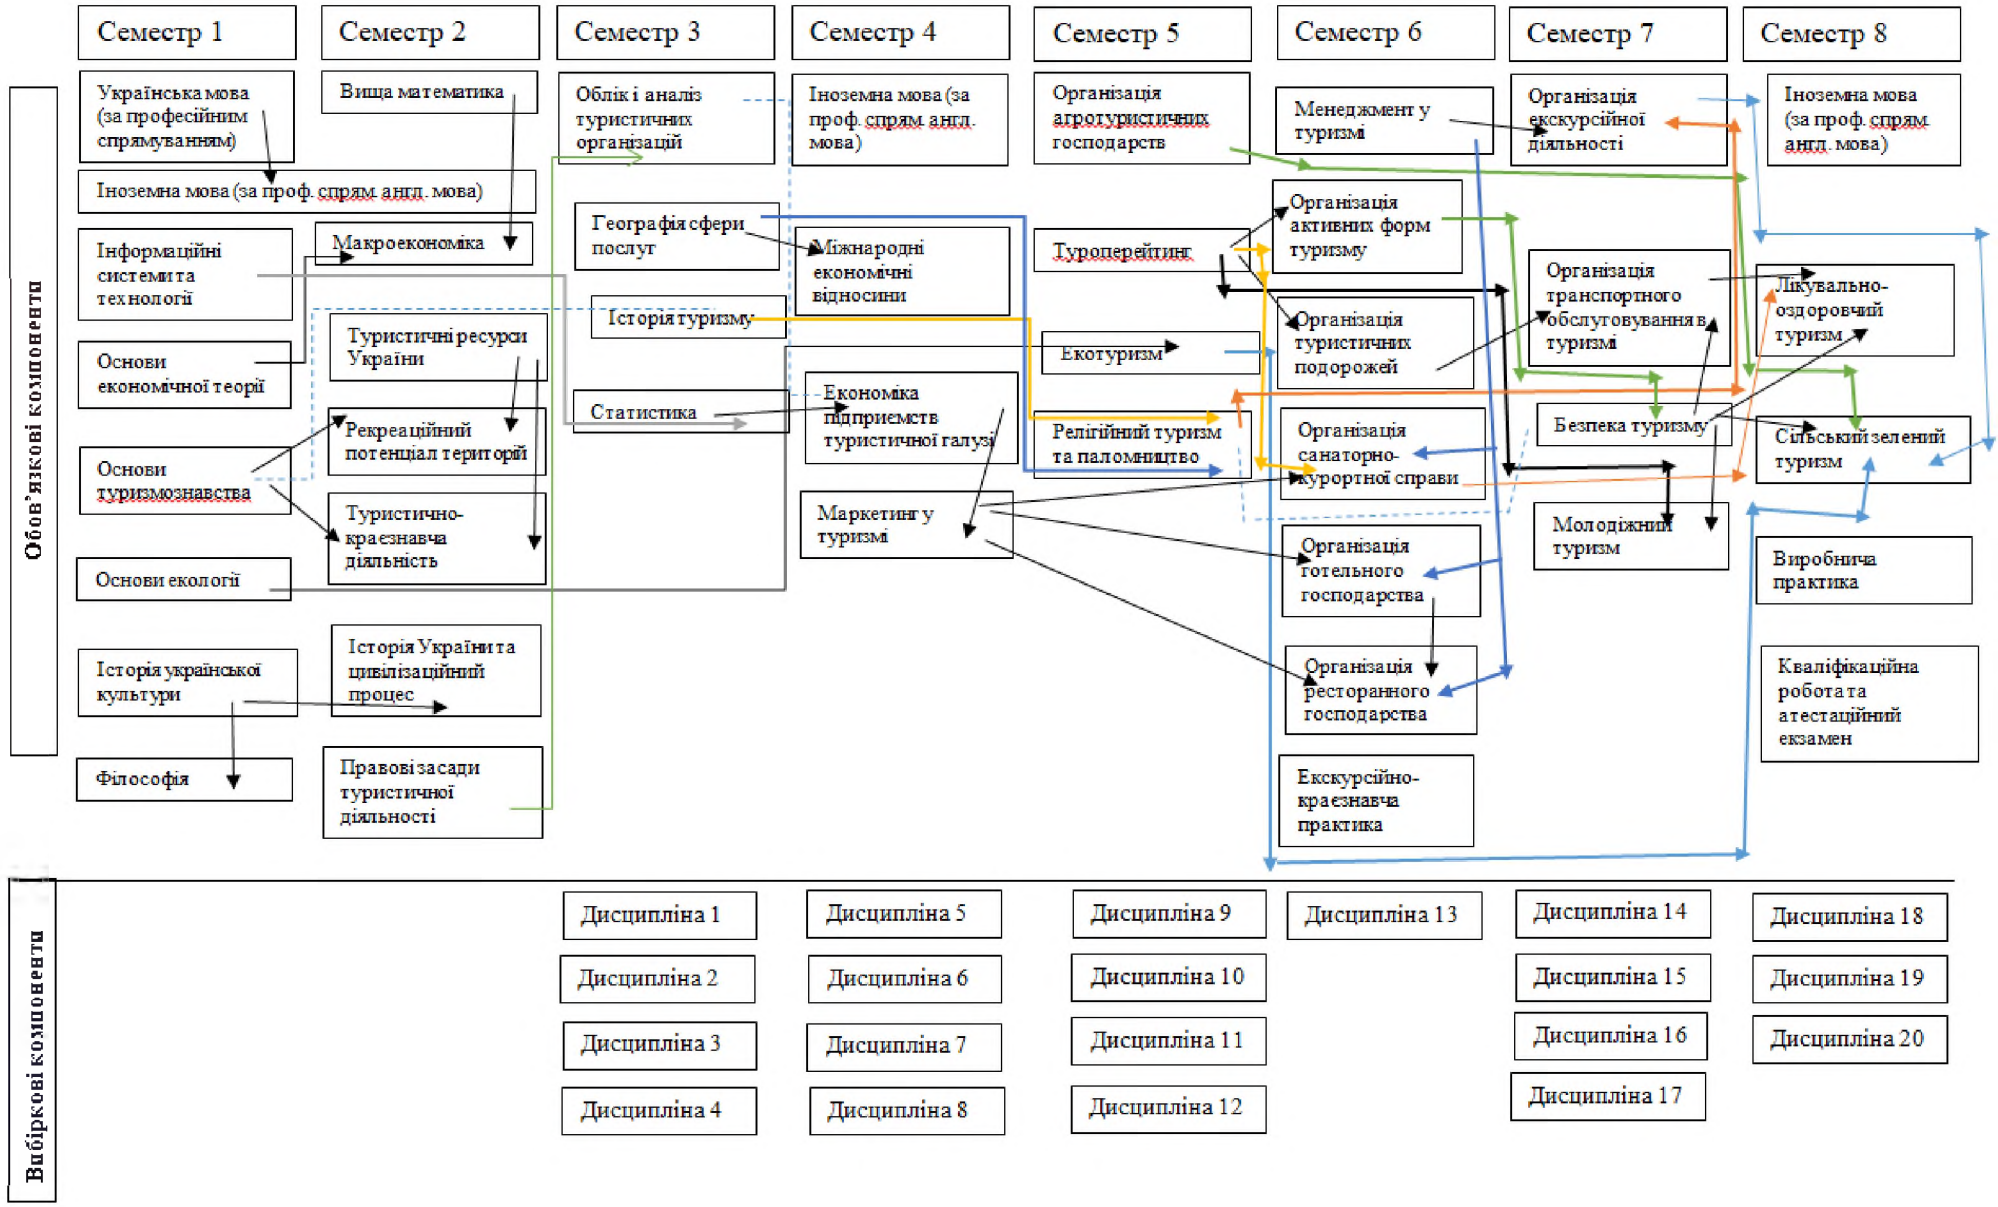 Семестр 1
Семестр 2
Семестр 3
Семестр 4
Семестр 5
Семестр 6
Семестр 7
Семестр 8
Обов’язкові компоненти
Українська мова
(за професійним
спрямуванням)
Іноземна мова (за проф. спрям. англ. мова)
Інформаційні
системи та
технології
Основи
економічної теорії
Основи
туризмознавства
Основи екології
Історія української
культури
Філософія
Вища математика
Макроекономіка
Туристичні ресурси
України
Рекреаційний
потенціал територій
Туристично-
краєзнавча
діяльність
Історія України та
цивілізаційний
процес
Правові засади
туристичної
діяльності
Облік і аналіз
туристичних
організацій
Географія сфери
послуг
Історія туризму
Статистика
Іноземна мова (за
проф. спрям. англ.
мова)
Міжнародні
економічні
відносини
Економіка
підприємств
туристичної галузі
Маркетинг у
туризмі
Організація
агротуристичних
господарств
Туроперейтинг
Екотуризм
Релігійний туризм
та паломництво
Менеджмент у
туризмі
Організація
активних форм
туризму
Організація
туристичних
подорожей
Організація
санаторно-
курортної справи
Організація
готельного
господарства
Організація
ресторанного
господарства
Екскурсійно-
краєзнавча
практика
Організація
екскурсійної
діяльності
Організація
транспортного
обслуговування в
туризмі
Безпека туризму
Молодіжний
туризм
Іноземна мова
(за проф. спрям.
англ. мова)
Лікувально-
оздоровчий
туризм
Сільський зелений
туризм
Виробнича
практика
Кваліфікаційна
робота та
атестаційний
екзамен
Вибіркові компоненти
Дисципліна 1
Дисципліна 2
Дисципліна 3
Дисципліна 4
Дисципліна 5
Дисципліна 6
Дисципліна 7
Дисципліна 8
Дисципліна 9
Дисципліна 10
Дисципліна 11
Дисципліна 12
Дисципліна 13
Дисципліна 14
Дисципліна 15
Дисципліна 16
Дисципліна 17
Дисципліна 18
Дисципліна 19
Дисципліна 20